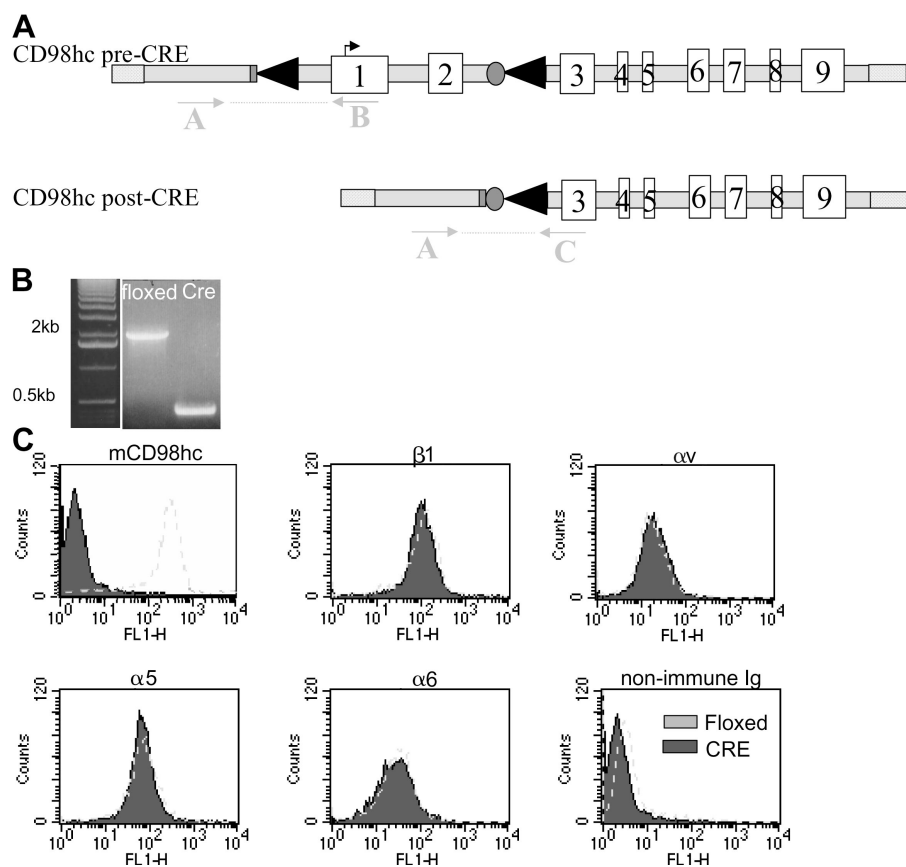 A
CD98hc pre-CRE
1 2 3 4 5 6 7 8 9
A B
CD98hc post-CRE
3 4 5 6 7 8 9
A C
B
floxed Cre
2kb
0.5kb
C
mCD98hc
120
Counts
0
10^0 10^1 10^2 10^3 10^4
FL1-H
β1
120
Counts
0
10^0 10^1 10^2 10^3 10^4
FL1-H
αv
120
Counts
0
10^0 10^1 10^2 10^3 10^4
FL1-H
α5
120
Counts
0
10^0 10^1 10^2 10^3 10^4
FL1-H
α6
120
Counts
0
10^0 10^1 10^2 10^3 10^4
FL1-H
non-immune Ig
120
Counts
0
10^0 10^1 10^2 10^3 10^4
FL1-H
Floxed
CRE